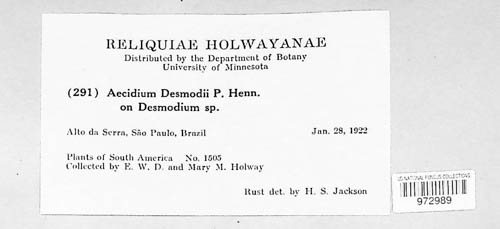 RELIQUIAE HOLWAYANAE
Distributed by the Department of Botany
University of Minnesota
(291) Aecidium Desmodii P. Henn.
on Desmodium sp.
Alto da Serra, São Paulo, Brazil Jan. 28, 1922
Plants of South America No. 1505
Collected by E. W. D. and Mary M. Holway
Rust det. by H. S. Jackson
US NATIONAL FUNGUS COLLECTIONS
972989